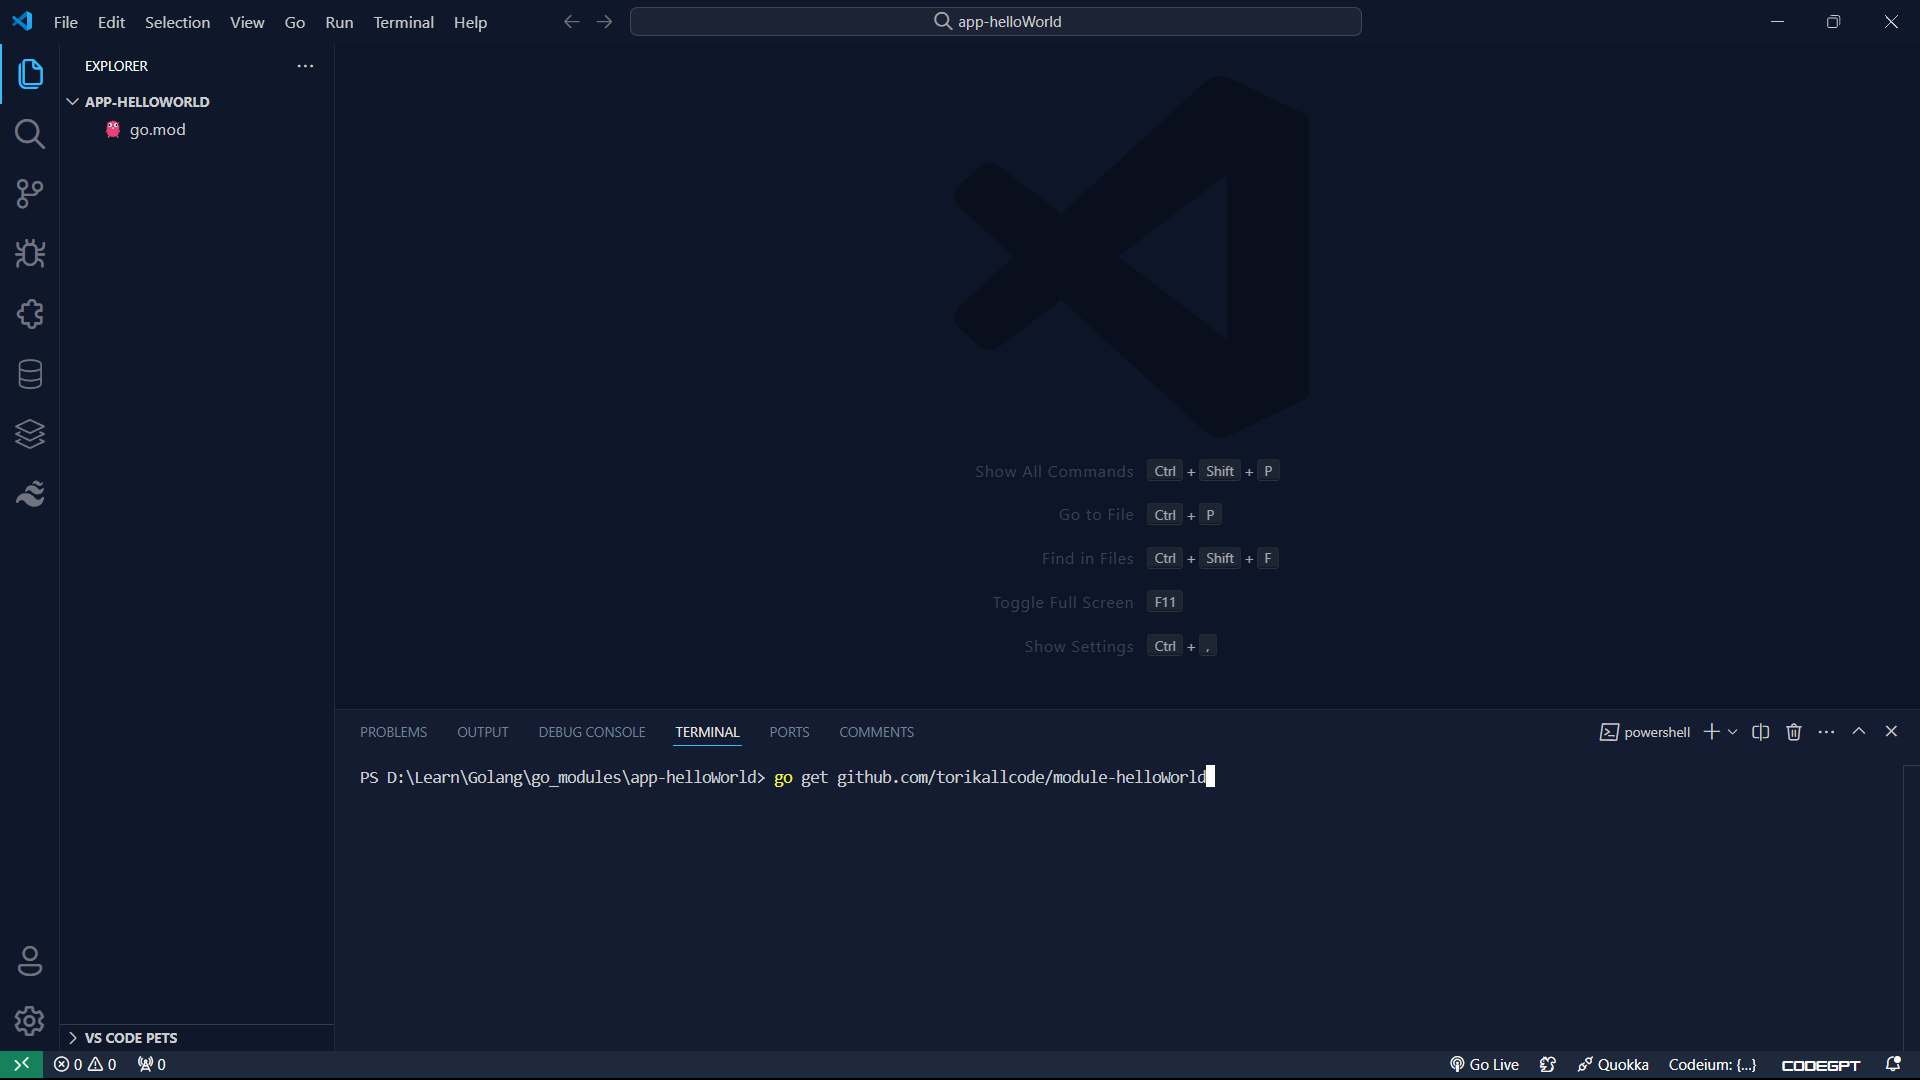 File Edit Selection View Go Run Terminal Help
app-helloWorld
EXPLORER
APP-HELLOWORLD
go.mod
Show All Commands Ctrl + Shift + P
Go to File Ctrl + P
Find in Files Ctrl + Shift + F
Toggle Full Screen F11
Show Settings Ctrl + ,
PROBLEMS OUTPUT DEBUG CONSOLE TERMINAL PORTS COMMENTS
powershell
PS D:\Learn\Golang\go_modules\app-helloWorld> go get github.com/torikallcode/module-helloWorld
VS CODE PETS
0 0 0
Go Live Quokka Codeium: {...} CODEGPT